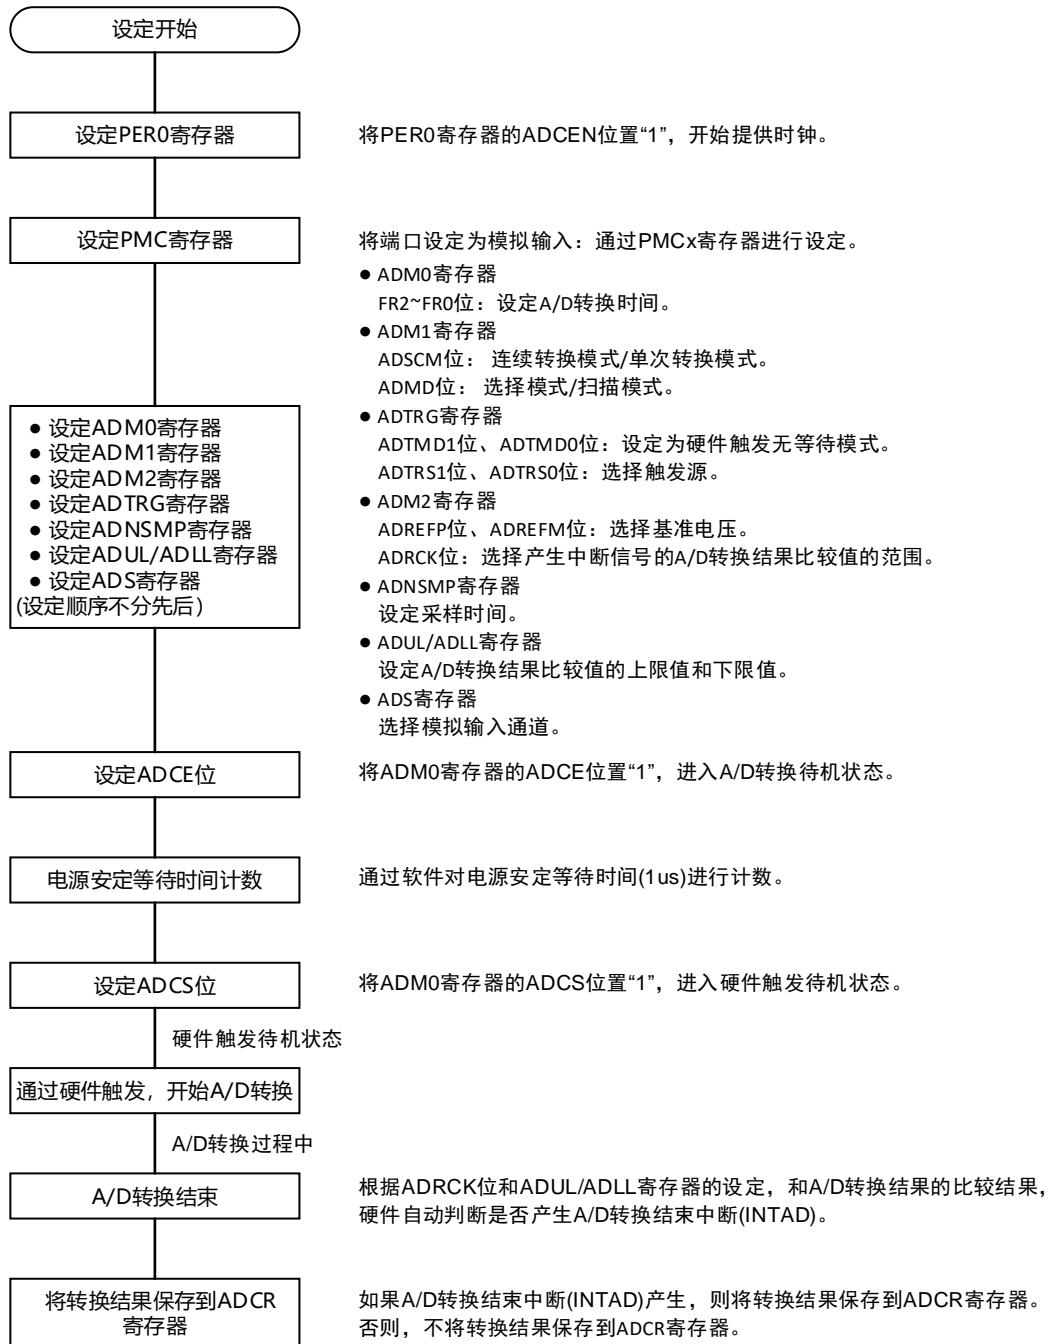 设定开始
设定PER0寄存器
将PER0寄存器的ADCEN位置“1”，开始提供时钟。
设定PMC寄存器
将端口设定为模拟输入：通过PMCx寄存器进行设定。
● ADM0寄存器
FR2~FR0位：设定A/D转换时间。
● ADM1寄存器
ADSCM位： 连续转换模式/单次转换模式。
ADMD位： 选择模式/扫描模式。
● ADTRG寄存器
ADTMD1位、ADTMD0位：设定为硬件触发无等待模式。
ADTRS1位、ADTRS0位：选择触发源。
● ADM2寄存器
ADREFP位、ADREFM位：选择基准电压。
ADRCK位：选择产生中断信号的A/D转换结果比较值的范围。
● ADNSMP寄存器
设定采样时间。
● ADUL/ADLL寄存器
设定A/D转换结果比较值的上限值和下限值。
● ADS寄存器
选择模拟输入通道。
● 设定ADM0寄存器
● 设定ADM1寄存器
● 设定ADM2寄存器
● 设定ADTRG寄存器
● 设定ADNSMP寄存器
● 设定ADUL/ADLL寄存器
● 设定ADS寄存器
(设定顺序不分先后)
设定ADCE位
将ADM0寄存器的ADCE位置“1”，进入A/D转换待机状态。
电源安定等待时间计数
通过软件对电源安定等待时间(1us)进行计数。
设定ADCS位
将ADM0寄存器的ADCS位置“1”，进入硬件触发待机状态。
硬件触发待机状态
通过硬件触发，开始A/D转换
A/D转换过程中
A/D转换结束
根据ADRCK位和ADUL/ADLL寄存器的设定，和A/D转换结果的比较结果，
硬件自动判断是否产生A/D转换结束中断(INTAD)。
将转换结果保存到ADCR
寄存器
如果A/D转换结束中断(INTAD)产生，则将转换结果保存到ADCR寄存器。
否则，不将转换结果保存到ADCR寄存器。